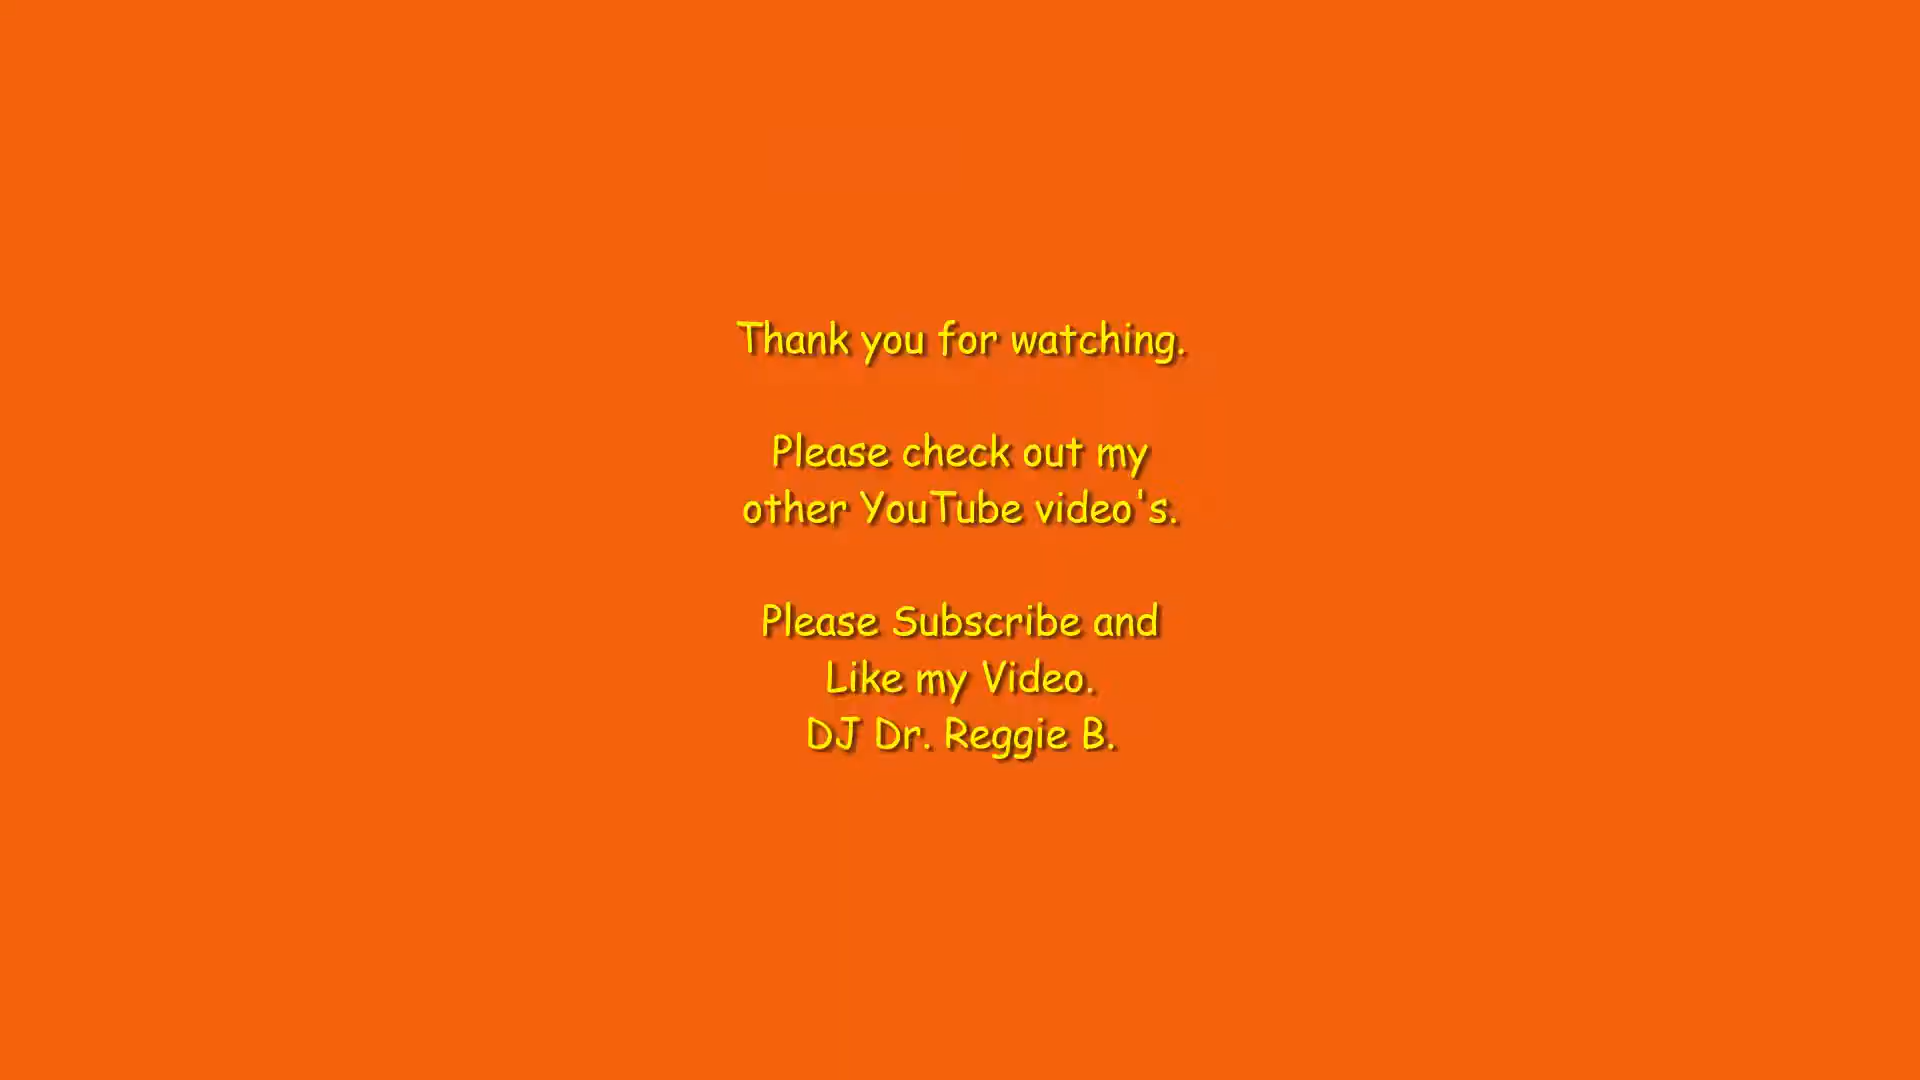 Thank you for watching.
Please check out my
other YouTube video's.
Please Subscribe and
Like my Video.
DJ Dr. Reggie B.